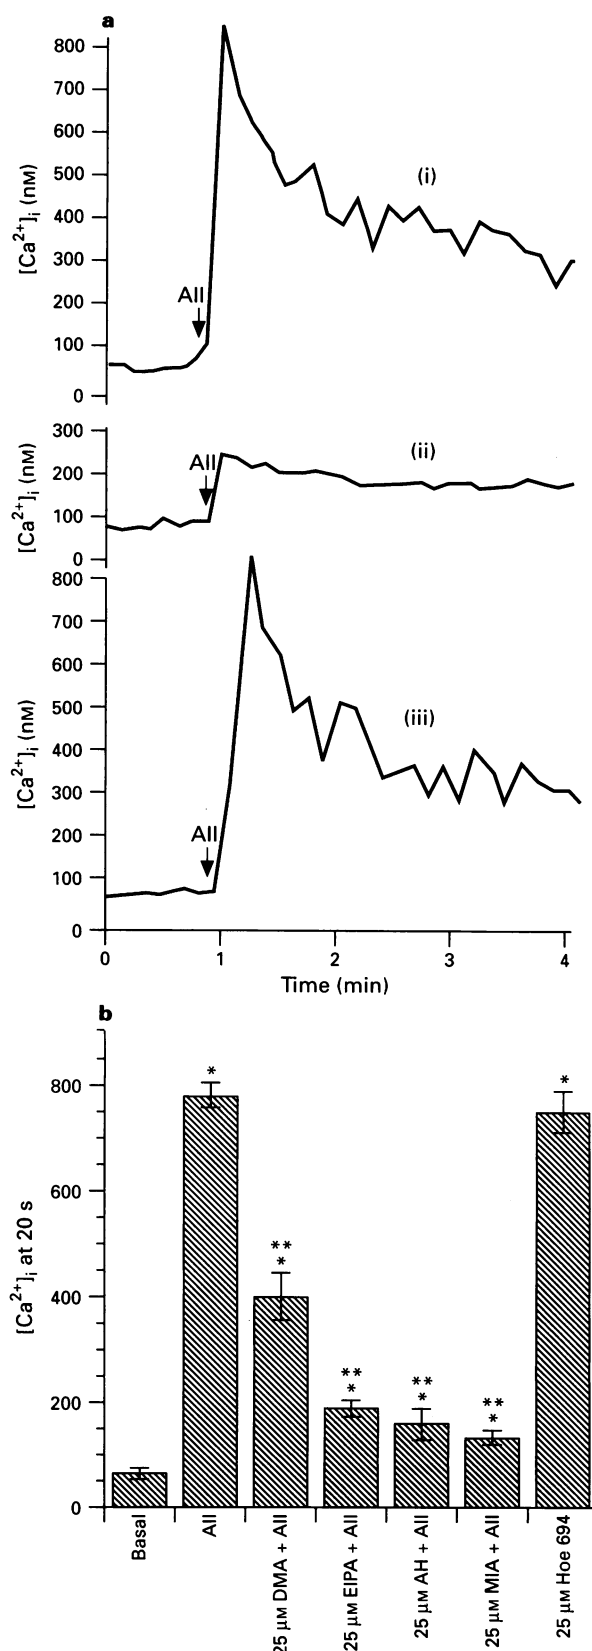 a
800
700
600
500
400
300
200
100
0
[Ca²⁺]ᵢ (nM)
(i)
AII
300
200
100
0
[Ca²⁺]ᵢ (nM)
(ii)
AII
800
700
600
500
400
300
200
100
0
[Ca²⁺]ᵢ (nM)
(iii)
AII
0 1 2 3 4
Time (min)
b
800
600
400
200
0
[Ca²⁺]ᵢ at 20 s
*
**
*
**
*
**
*
**
*
*
Basal
AII
25 μM DMA + AII
25 μM EIPA + AII
25 μM AH + AII
25 μM MIA + AII
25 μM Hoe 694